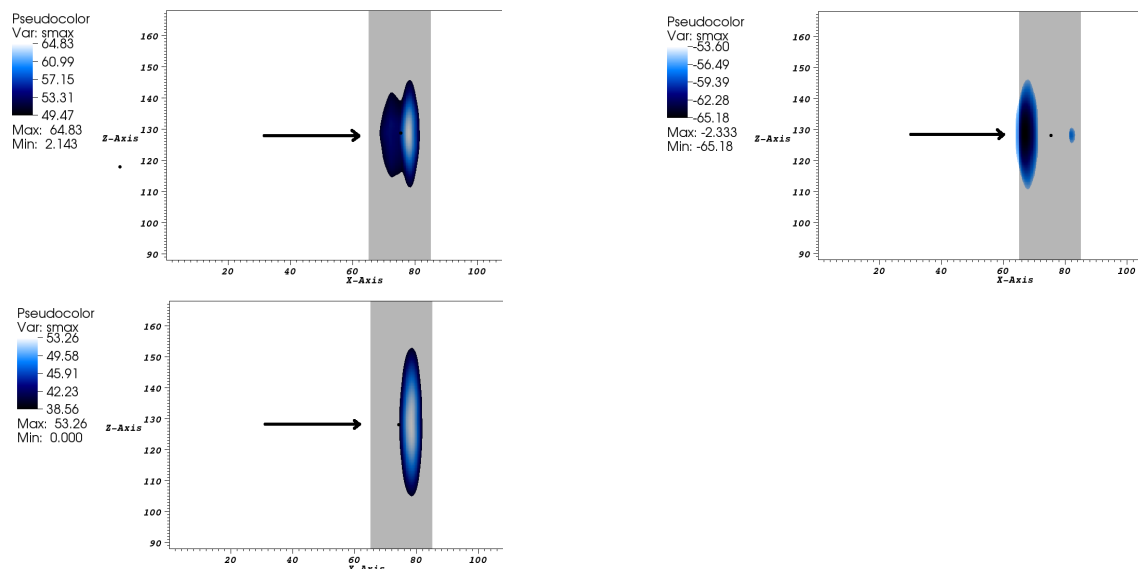 Pseudocolor
Var: smax
64.83
60.99
57.15
53.31
49.47
Max: 64.83
Min: 2.143
Z-Axis
160
150
140
130
120
110
100
90
20 40 60 80 100
X-Axis
Pseudocolor
Var: smax
-53.60
-56.49
-59.39
-62.28
-65.18
Max: -2.333
Min: -65.18
Z-Axis
160
150
140
130
120
110
100
90
20 40 60 80 100
X-Axis
Pseudocolor
Var: smax
53.26
49.58
45.91
42.23
38.56
Max: 53.26
Min: 0.000
Z-Axis
160
150
140
130
120
110
100
90
20 40 60 80 100
X-Axis